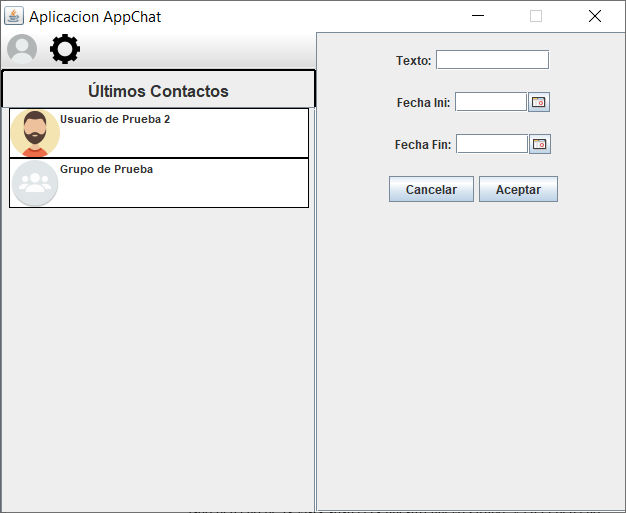 Aplicacion AppChat
Últimos Contactos
Usuario de Prueba 2
Grupo de Prueba
Texto:
Fecha Ini:
Fecha Fin:
Cancelar Aceptar